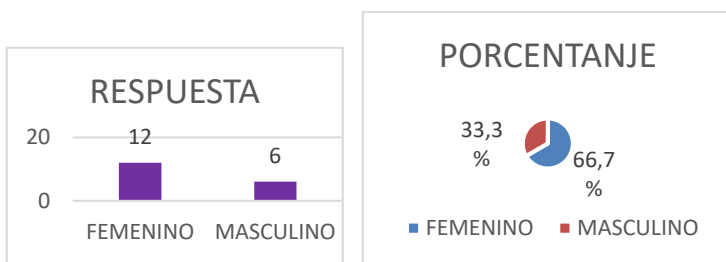 RESPUESTA
20
0
12
6
FEMENINO MASCULINO
PORCENTANJE
33,3
%
66,7
%
FEMENINO MASCULINO